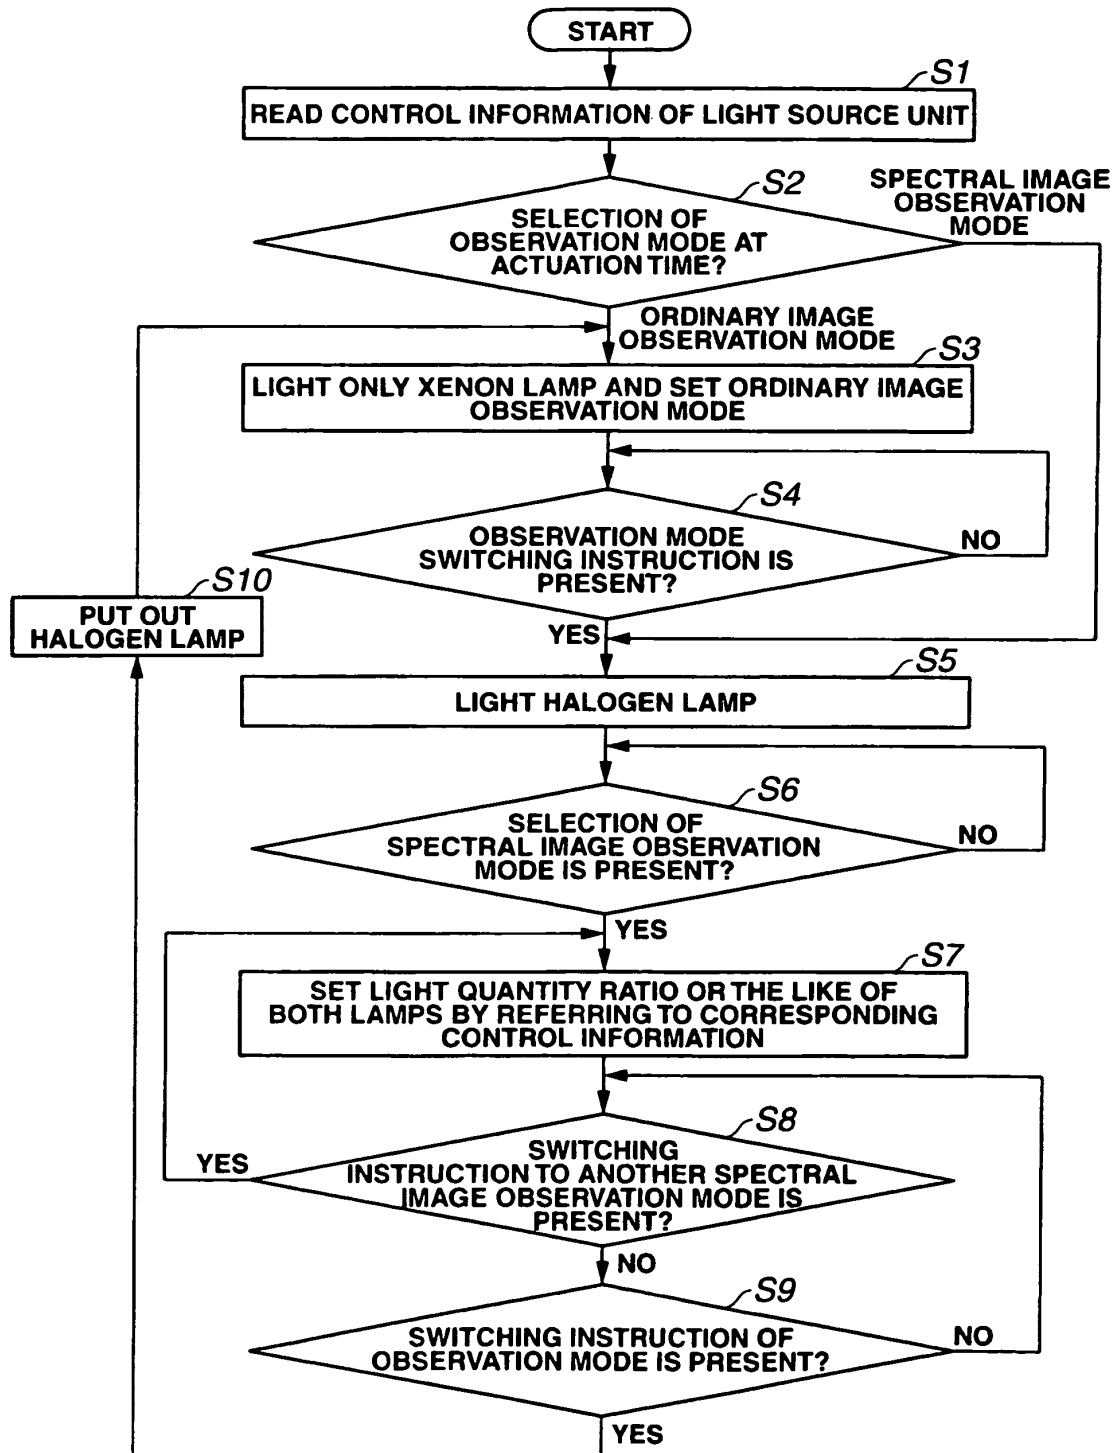 START
S1
READ CONTROL INFORMATION OF LIGHT SOURCE UNIT
S2
SELECTION OF
OBSERVATION MODE AT
ACTUATION TIME?
SPECTRAL IMAGE
OBSERVATION
MODE
ORDINARY IMAGE
OBSERVATION MODE
S3
LIGHT ONLY XENON LAMP AND SET ORDINARY IMAGE
OBSERVATION MODE
S4
OBSERVATION MODE
SWITCHING INSTRUCTION IS
PRESENT?
NO
S10
PUT OUT
HALOGEN LAMP
YES
S5
LIGHT HALOGEN LAMP
S6
SELECTION OF
SPECTRAL IMAGE OBSERVATION
MODE IS PRESENT?
NO
YES
S7
SET LIGHT QUANTITY RATIO OR THE LIKE OF
BOTH LAMPS BY REFERRING TO CORRESPONDING
CONTROL INFORMATION
S8
SWITCHING
INSTRUCTION TO ANOTHER SPECTRAL
IMAGE OBSERVATION MODE IS
PRESENT?
YES
NO
S9
SWITCHING INSTRUCTION OF
OBSERVATION MODE IS PRESENT?
NO
YES